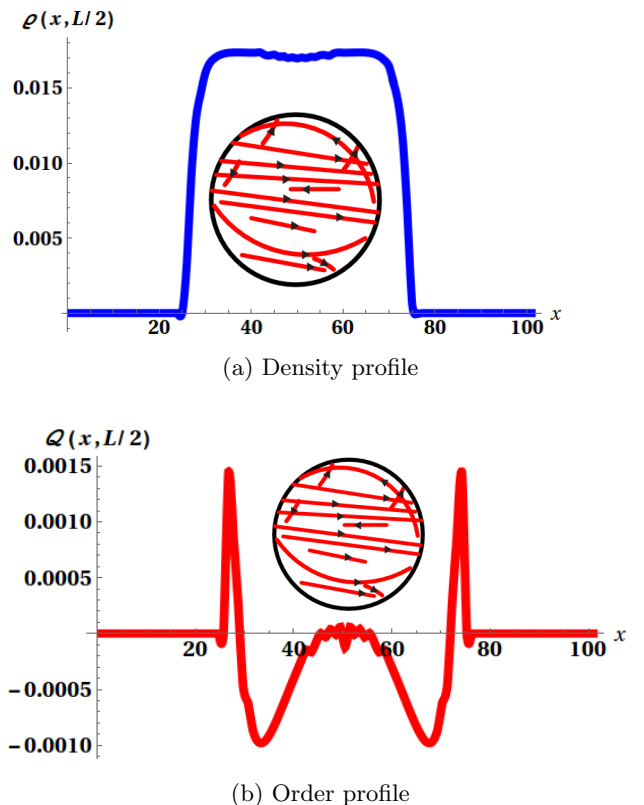 ϱ(x, L/2)
0.015
0.010
0.005
20 40 60 80 100 x
(a) Density profile
𝒬(x, L/2)
0.0015
0.0010
0.0005
20 40 60 80 100 x
−0.0005
−0.0010
(b) Order profile